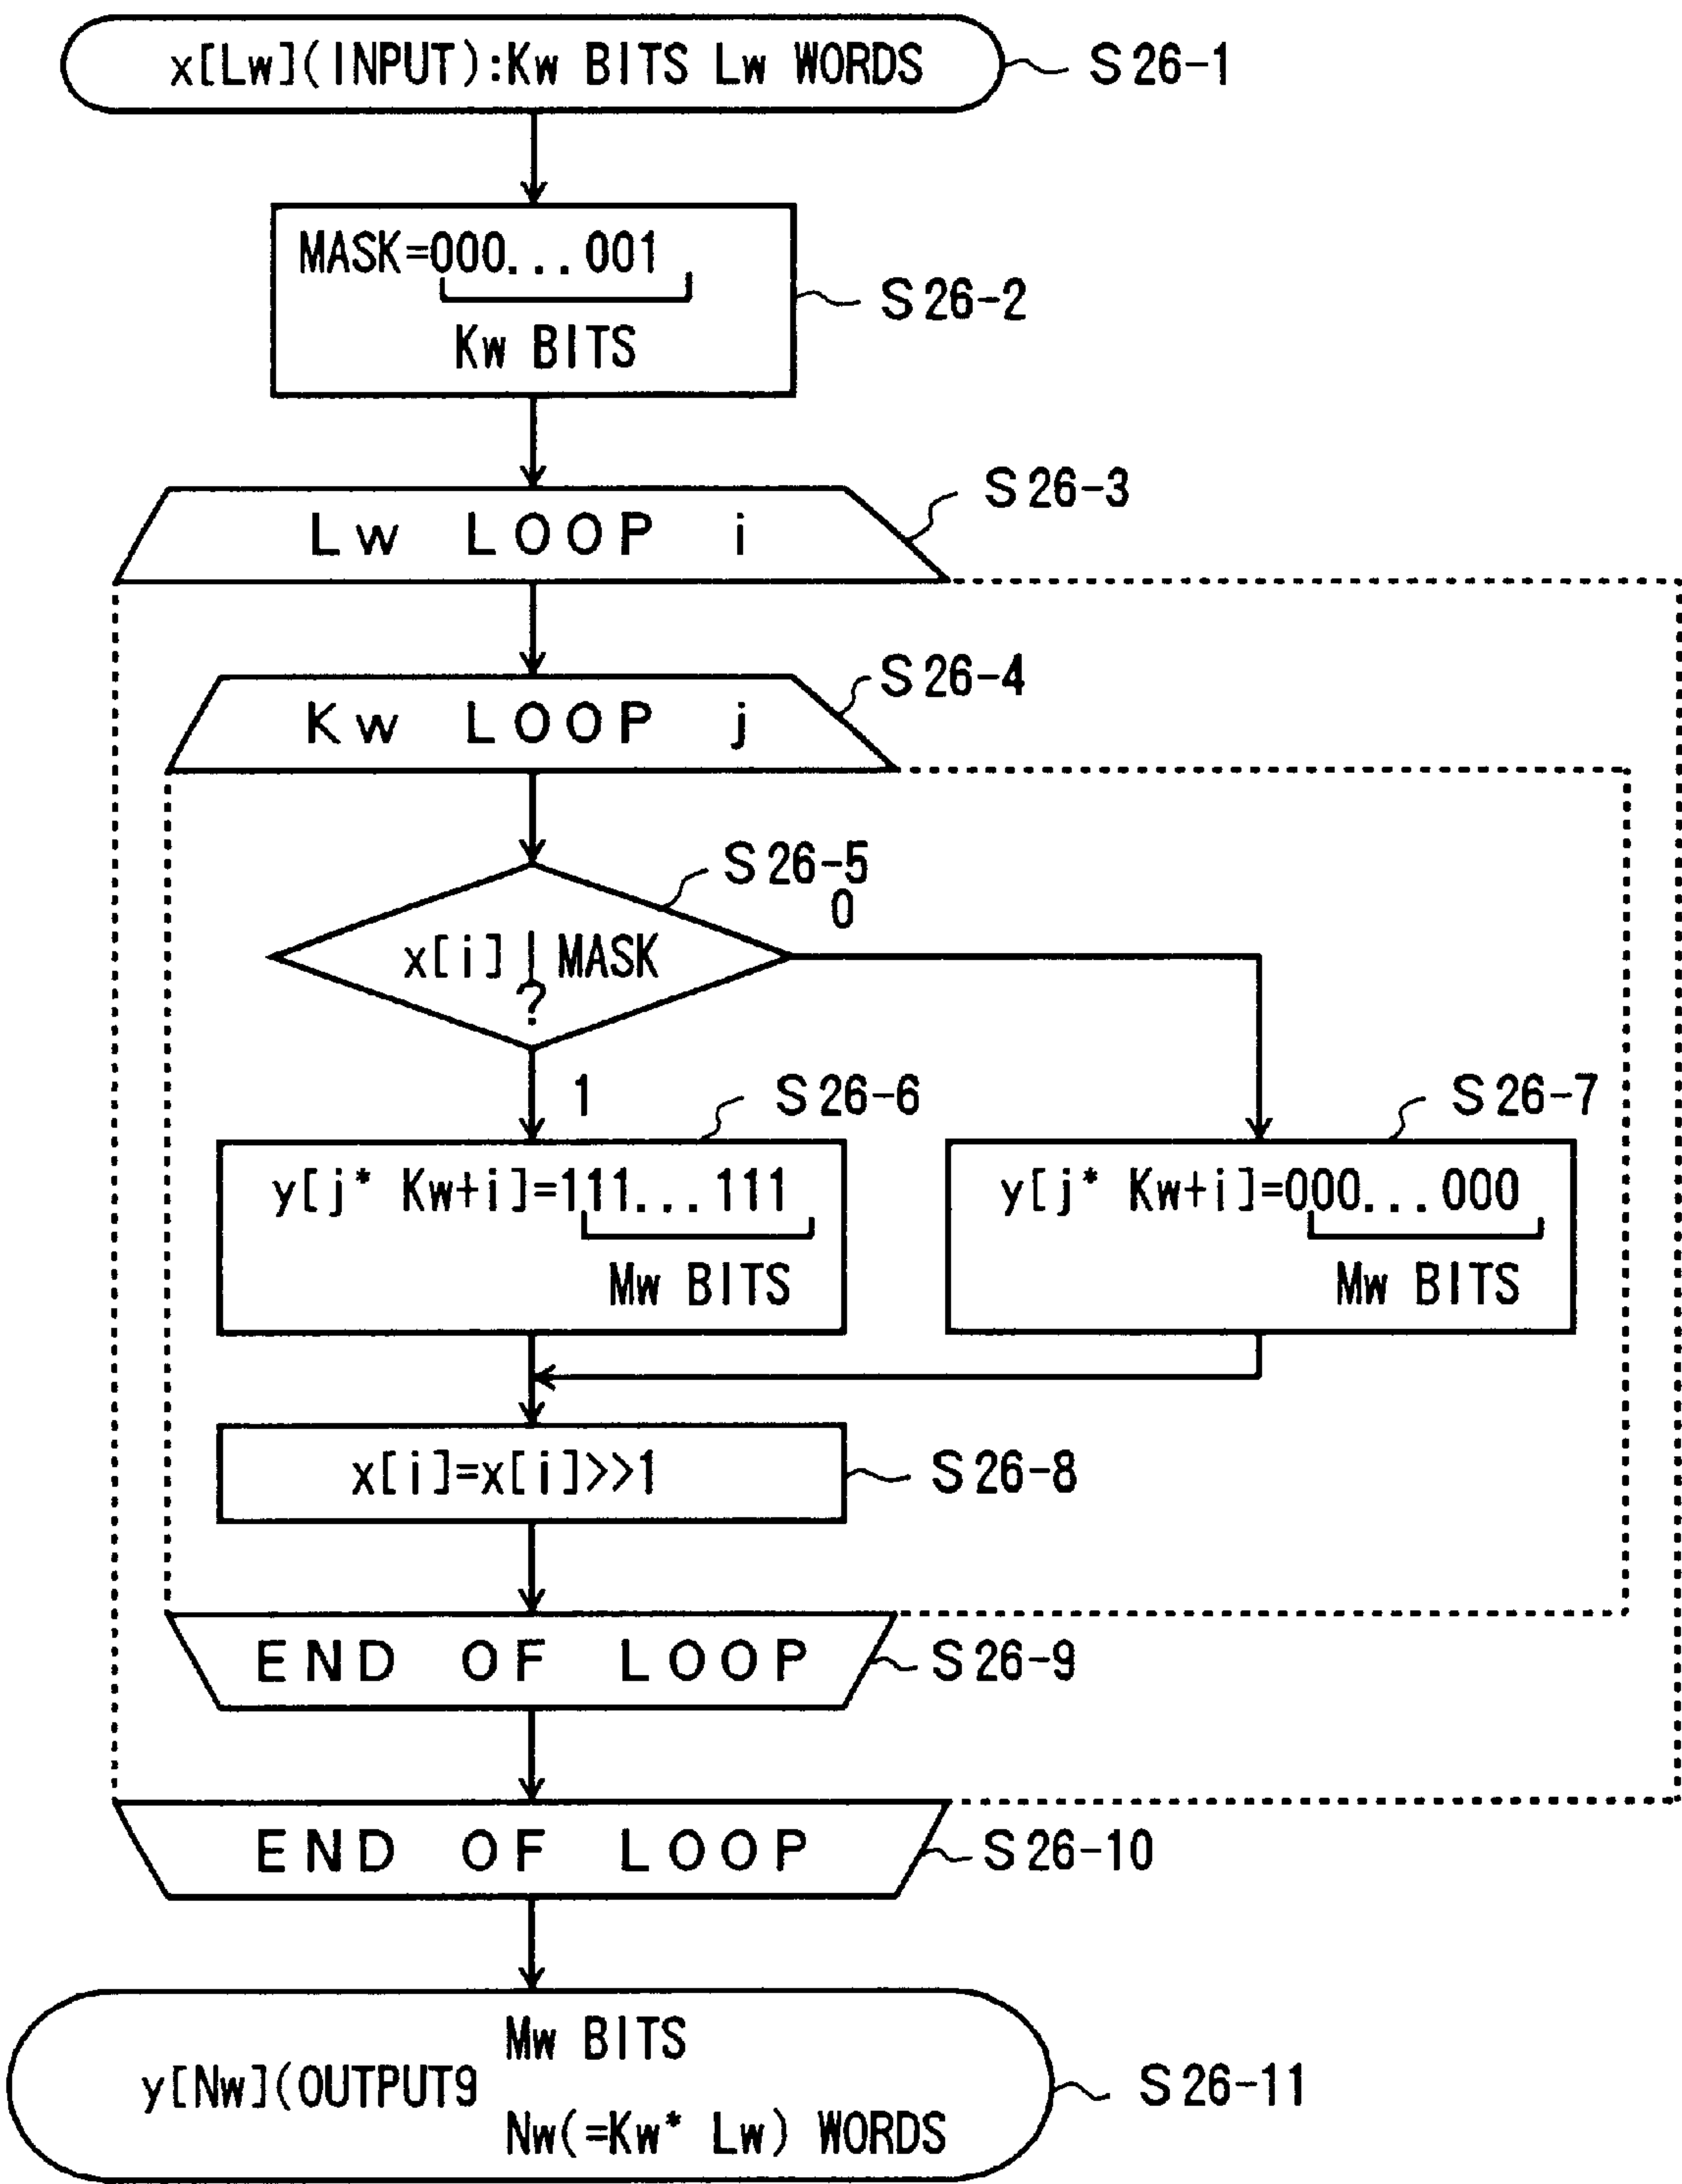 x[Lw](INPUT):Kw BITS Lw WORDS
S26-1
MASK=000...001
Kw BITS
S26-2
Lw LOOP i
S26-3
Kw LOOP j
S26-4
x[i] | MASK
?
S26-5
0
1
y[j* Kw+i]=111...111
Mw BITS
S26-6
y[j* Kw+i]=000...000
Mw BITS
S26-7
x[i]=x[i]>>1
S26-8
END OF LOOP
S26-9
END OF LOOP
S26-10
Mw BITS
y[Nw](OUTPUT9
Nw(=Kw* Lw) WORDS
S26-11